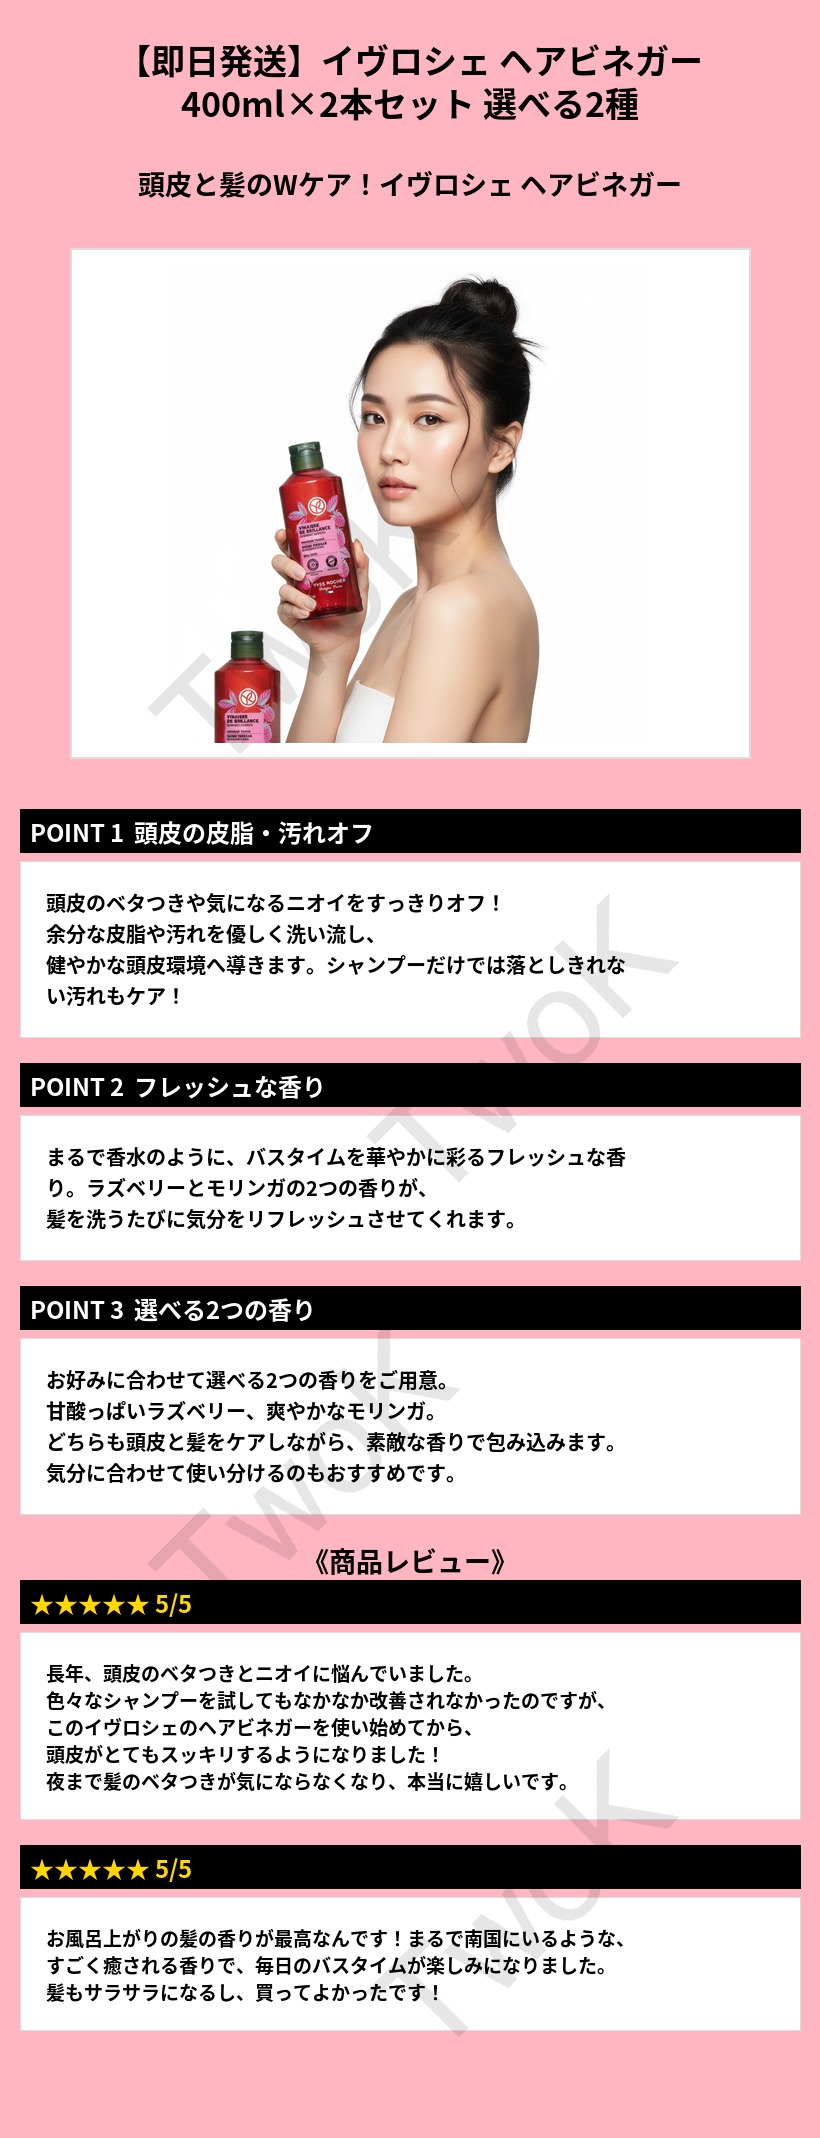 【即日発送】イヴロシェ ヘアビネガー
400ml×2本セット 選べる2種
頭皮と髪のWケア！イヴロシェ ヘアビネガー
VINAIGRE
DE BRILLANCE
YVES ROCHER
VINAIGRE
DE BRILLANCE
TwoK
POINT 1 頭皮の皮脂・汚れオフ
頭皮のベタつきや気になるニオイをすっきりオフ！
余分な皮脂や汚れを優しく洗い流し、
健やかな頭皮環境へ導きます。シャンプーだけでは落としきれな
い汚れもケア！
TwoK
POINT 2 フレッシュな香り
まるで香水のように、バスタイムを華やかに彩るフレッシュな香
り。ラズベリーとモリンガの2つの香りが、
髪を洗うたびに気分をリフレッシュさせてくれます。
POINT 3 選べる2つの香り
お好みに合わせて選べる2つの香りをご用意。
甘酸っぱいラズベリー、爽やかなモリンガ。
どちらも頭皮と髪をケアしながら、素敵な香りで包み込みます。
気分に合わせて使い分けるのもおすすめです。
TwoK
《商品レビュー》
★★★★★ 5/5
長年、頭皮のベタつきとニオイに悩んでいました。
色々なシャンプーを試してもなかなか改善されなかったのですが、
このイヴロシェのヘアビネガーを使い始めてから、
頭皮がとてもスッキリするようになりました！
夜まで髪のベタつきが気にならなくなり、本当に嬉しいです。
TwoK
★★★★★ 5/5
お風呂上がりの髪の香りが最高なんです！まるで南国にいるような、
すごく癒される香りで、毎日のバスタイムが楽しみになりました。
髪もサラサラになるし、買ってよかったです！